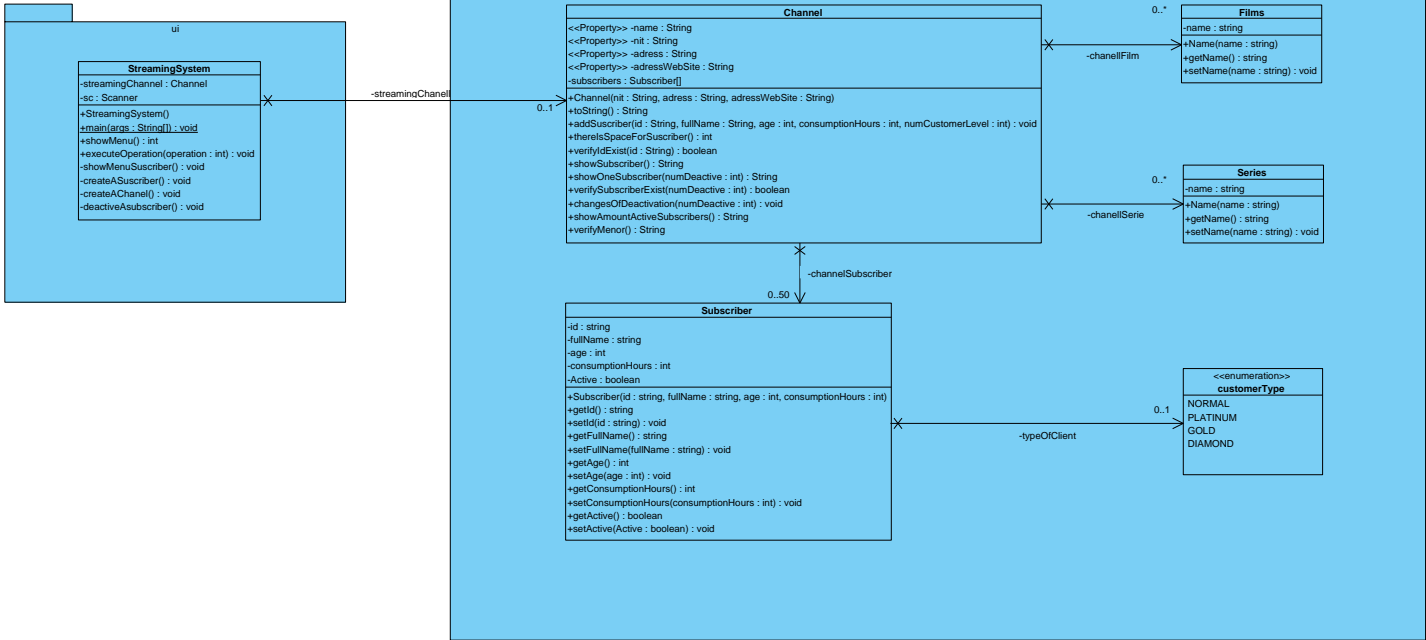 ui
StreamingSystem
-streamingChannel : Channel
-sc : Scanner
+StreamingSystem()
+main(args : String[]) : void
+showMenu() : int
+executeOperation(operation : int) : void
-showMenuSuscriber() : void
-createASuscriber() : void
-createAChanel() : void
-deactiveAsubscriber() : void
-streamingChanell
0..1
Channel
<<Property>> -name : String
<<Property>> -nit : String
<<Property>> -adress : String
<<Property>> -adressWebSite : String
-subscribers : Subscriber[]
+Channel(nit : String, adress : String, adressWebSite : String)
+toString() : String
+addSuscriber(id : String, fullName : String, age : int, consumptionHours : int, numCustomerLevel : int) : void
+thereIsSpaceForSuscriber() : int
+verifyIdExist(id : String) : boolean
+showSubscriber() : String
+showOneSubscriber(numDeactive : int) : String
+verifySubscriberExist(numDeactive : int) : boolean
+changesOfDeactivation(numDeactive : int) : void
+showAmountActiveSubscribers() : String
+verifyMenor() : String
0..*
-chanellFilm
Films
-name : string
+Name(name : string)
+getName() : string
+setName(name : string) : void
0..*
-chanellSerie
Series
-name : string
+Name(name : string)
+getName() : string
+setName(name : string) : void
-channelSubscriber
0..50
Subscriber
-id : string
-fullName : string
-age : int
-consumptionHours : int
-Active : boolean
+Subscriber(id : string, fullName : string, age : int, consumptionHours : int)
+getId() : string
+setId(id : string) : void
+getFullName() : string
+setFullName(fullName : string) : void
+getAge() : int
+setAge(age : int) : void
+getConsumptionHours() : int
+setConsumptionHours(consumptionHours : int) : void
+getActive() : boolean
+setActive(Active : boolean) : void
0..1
-typeOfClient
<<enumeration>>
customerType
NORMAL
PLATINUM
GOLD
DIAMOND